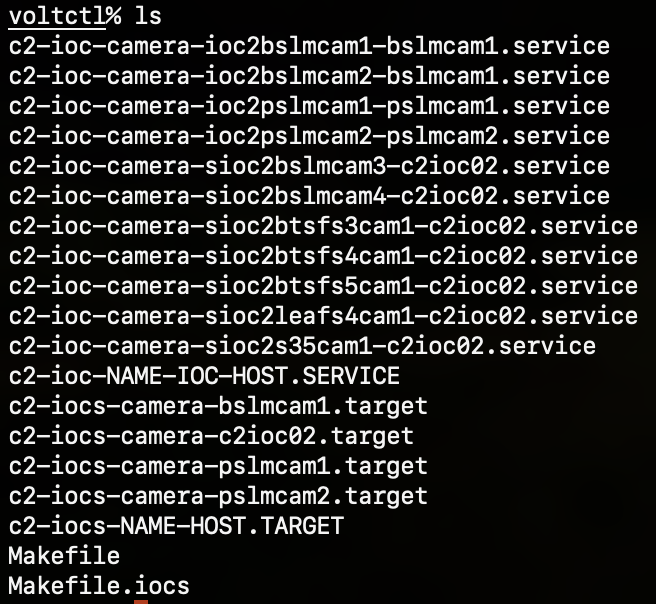 voltctl% ls
c2-ioc-camera-ioc2bslmcam1-bslmcam1.service
c2-ioc-camera-ioc2bslmcam2-bslmcam1.service
c2-ioc-camera-ioc2pslmcam1-pslmcam1.service
c2-ioc-camera-ioc2pslmcam2-pslmcam2.service
c2-ioc-camera-sioc2bslmcam3-c2ioc02.service
c2-ioc-camera-sioc2bslmcam4-c2ioc02.service
c2-ioc-camera-sioc2btsfs3cam1-c2ioc02.service
c2-ioc-camera-sioc2btsfs4cam1-c2ioc02.service
c2-ioc-camera-sioc2btsfs5cam1-c2ioc02.service
c2-ioc-camera-sioc2leafs4cam1-c2ioc02.service
c2-ioc-camera-sioc2s35cam1-c2ioc02.service
c2-ioc-NAME-IOC-HOST.SERVICE
c2-iocs-camera-bslmcam1.target
c2-iocs-camera-c2ioc02.target
c2-iocs-camera-pslmcam1.target
c2-iocs-camera-pslmcam2.target
c2-iocs-NAME-HOST.TARGET
Makefile
Makefile.iocs